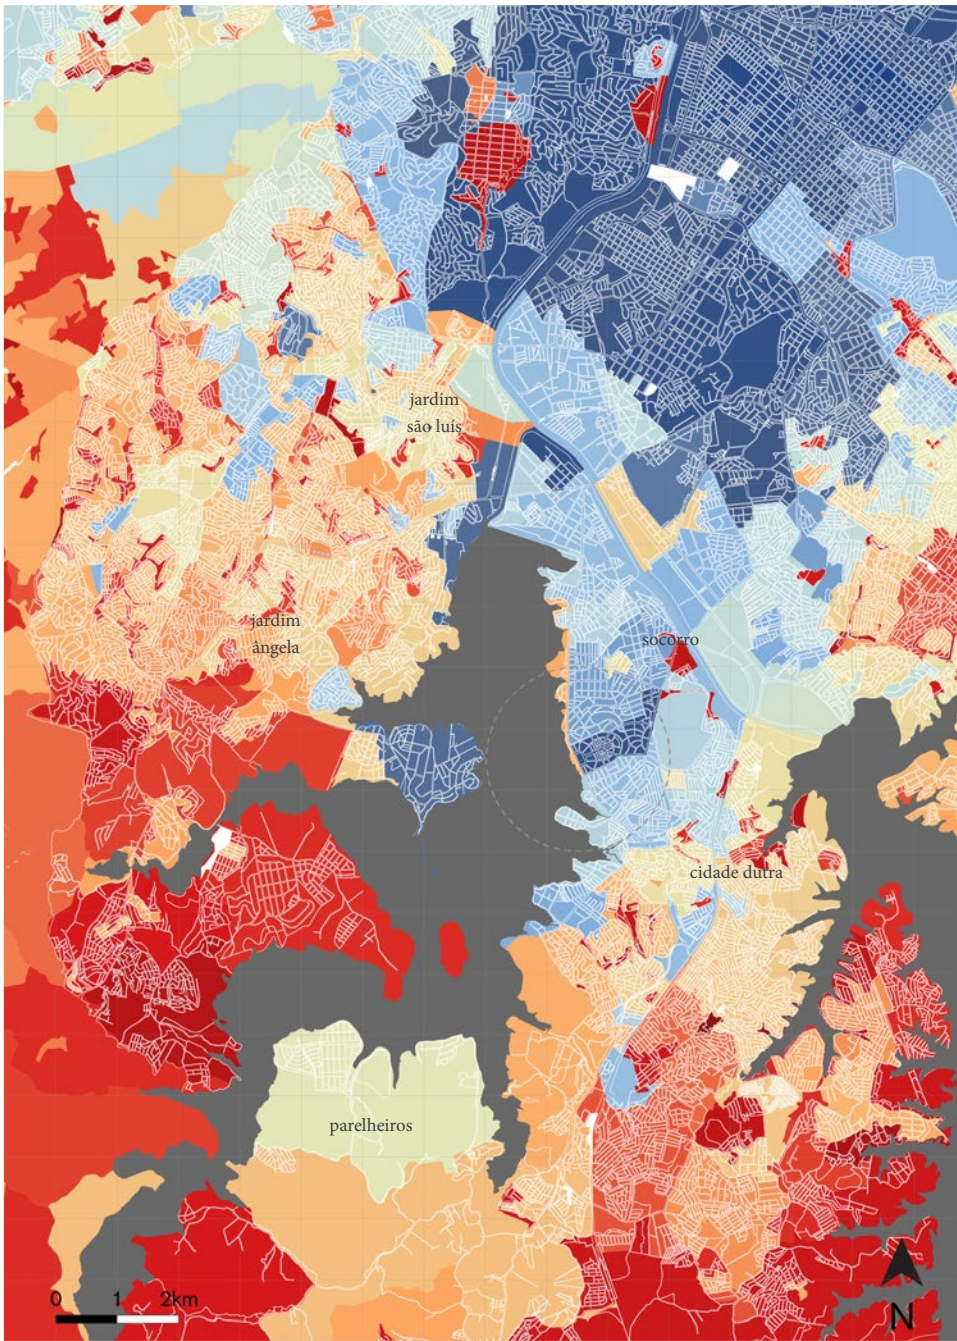 jardim
são luís
jardim
ângela
socorro
cidade dutra
parelheiros
0 1 2km
N